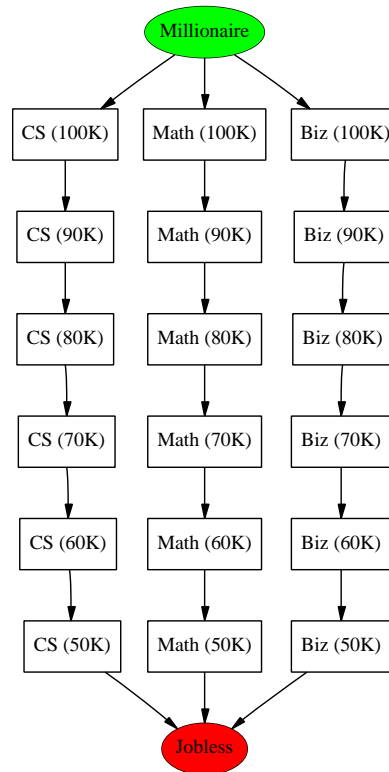 Millionaire
CS (100K)
Math (100K)
Biz (100K)
CS (90K)
Math (90K)
Biz (90K)
CS (80K)
Math (80K)
Biz (80K)
CS (70K)
Math (70K)
Biz (70K)
CS (60K)
Math (60K)
Biz (60K)
CS (50K)
Math (50K)
Biz (50K)
Jobless